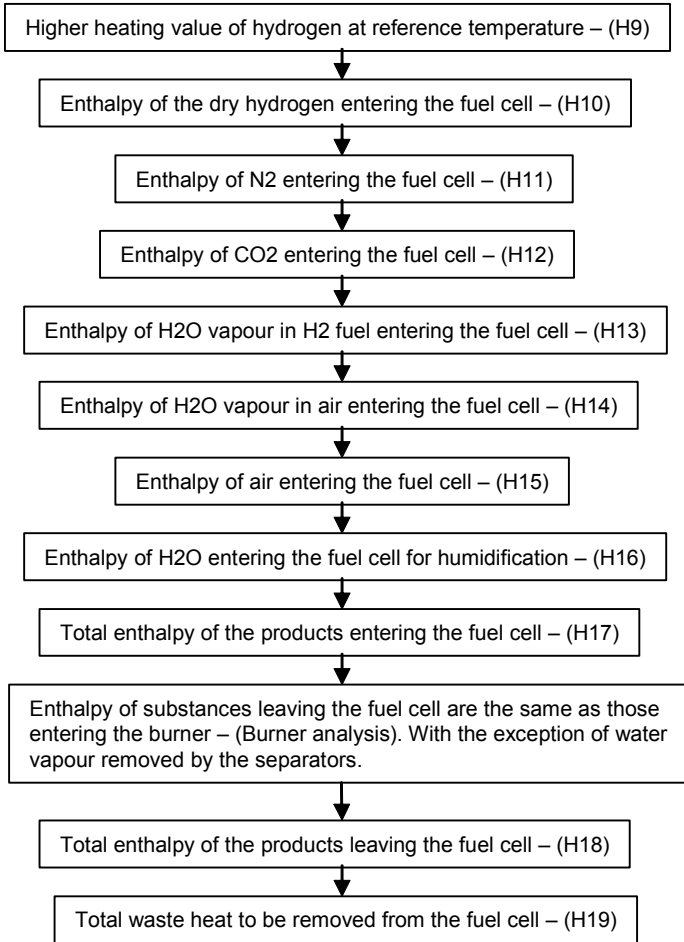 Higher heating value of hydrogen at reference temperature – (H9)
Enthalpy of the dry hydrogen entering the fuel cell – (H10)
Enthalpy of N2 entering the fuel cell – (H11)
Enthalpy of CO2 entering the fuel cell – (H12)
Enthalpy of H2O vapour in H2 fuel entering the fuel cell – (H13)
Enthalpy of H2O vapour in air entering the fuel cell – (H14)
Enthalpy of air entering the fuel cell – (H15)
Enthalpy of H2O entering the fuel cell for humidification – (H16)
Total enthalpy of the products entering the fuel cell – (H17)
Enthalpy of substances leaving the fuel cell are the same as those
entering the burner – (Burner analysis). With the exception of water
vapour removed by the separators.
Total enthalpy of the products leaving the fuel cell – (H18)
Total waste heat to be removed from the fuel cell – (H19)